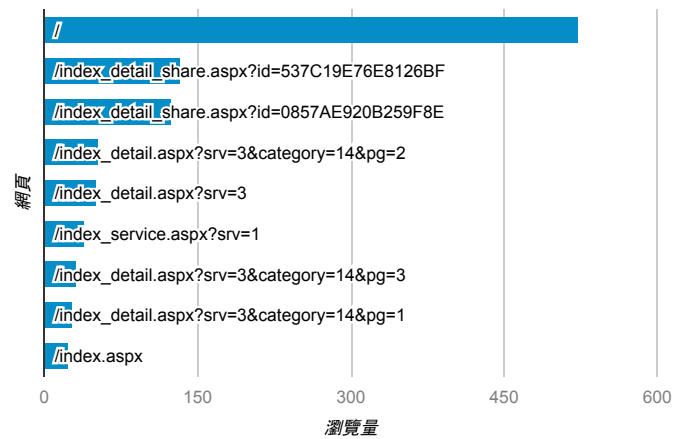 /
/index_detail_share.aspx?id=537C19E76E8126BF
/index_detail_share.aspx?id=0857AE920B259F8E
/index_detail.aspx?srv=3&category=14&pg=2
/index_detail.aspx?srv=3
/index_service.aspx?srv=1
/index_detail.aspx?srv=3&category=14&pg=3
/index_detail.aspx?srv=3&category=14&pg=1
/index.aspx
網頁
0 150 300 450 600
瀏覽量